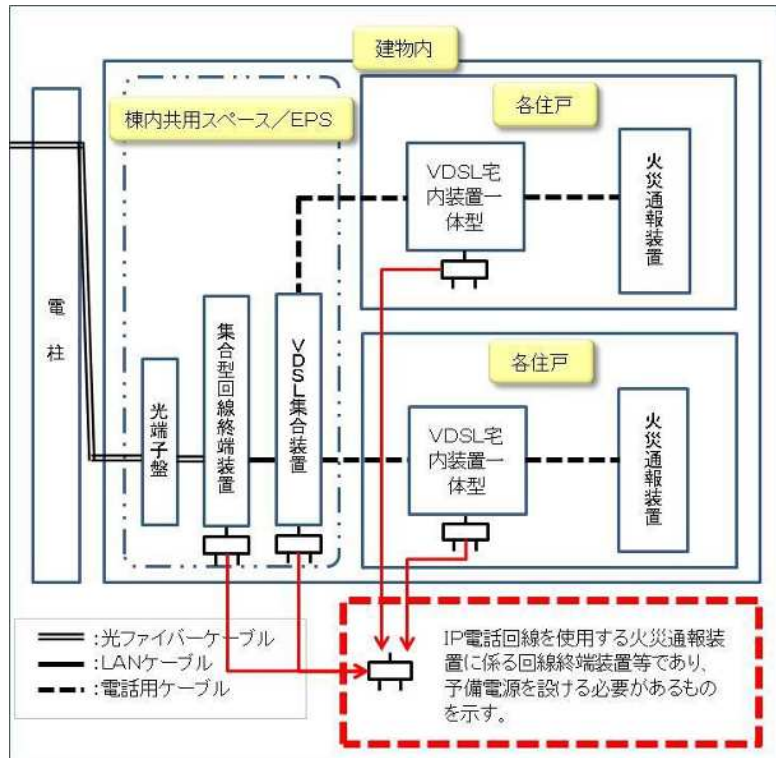 建物内
棟内共用スペース／EPS
各住戸
VDSL宅
内装置一
体型
火災通報装置
電柱
光端子盤
集合型回線終端装置
VDSL集合装置
各住戸
VDSL宅
内装置一
体型
火災通報装置
:光ファイバーケーブル
:LANケーブル
:電話用ケーブル
IP電話回線を使用する火災通報装
置に係る回線終端装置等であり、
予備電源を設ける必要があるもの
を示す。